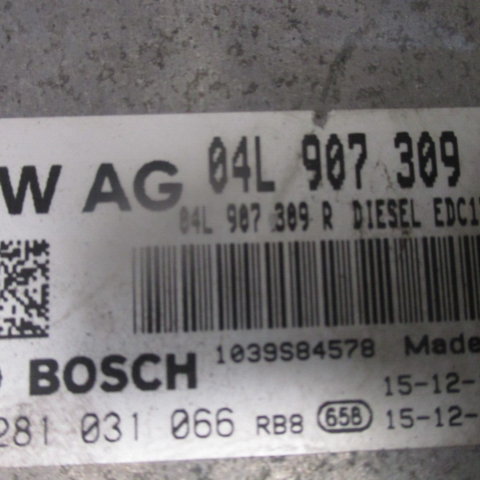 W AG 04L 907 309
04L 907 309 R DIESEL EDC1
1039S84578 Made
BOSCH
15-12-
281 031 066 RB8 658 15-12-